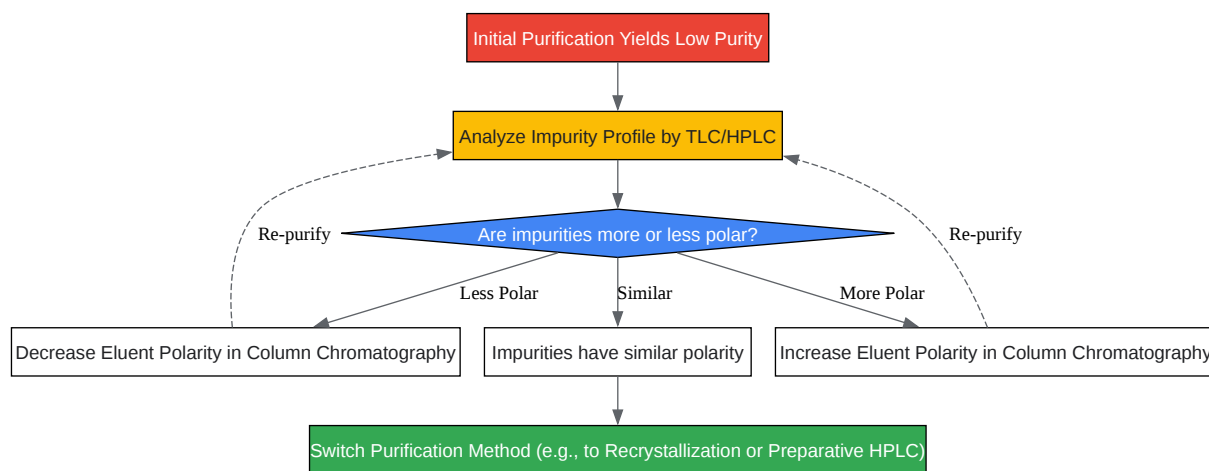 Initial Purification Yields Low Purity
Analyze Impurity Profile by TLC/HPLC
Re-purify
Are impurities more or less polar?
Re-purify
Less Polar
Similar
More Polar
Decrease Eluent Polarity in Column Chromatography
Impurities have similar polarity
Increase Eluent Polarity in Column Chromatography
Switch Purification Method (e.g., to Recrystallization or Preparative HPLC)